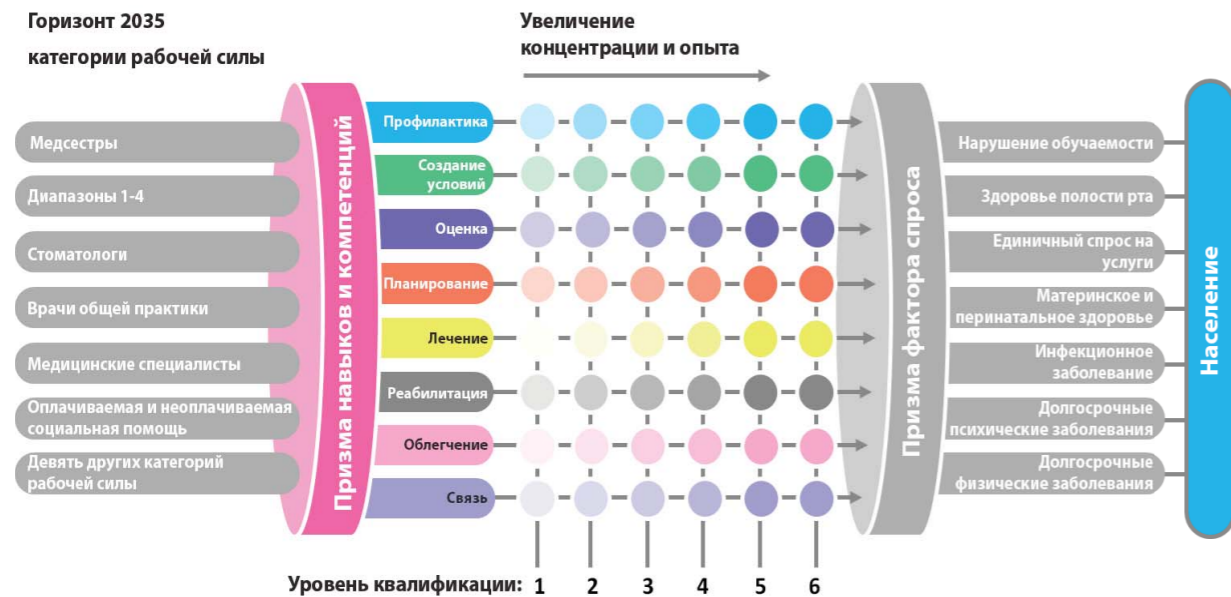 Горизонт 2035
категории рабочей силы
Увеличение
концентрации и опыта
Медсестры
Диапазоны 1-4
Стоматологи
Врачи общей практики
Медицинские специалисты
Оплачиваемая и неоплачиваемая
социальная помощь
Девять других категорий
рабочей силы
Призма навыков и компетенций
Профилактика
Создание
условий
Оценка
Планирование
Лечение
Реабилитация
Облегчение
Связь
Уровень квалификации: 1 2 3 4 5 6
Призма фактора спроса
Нарушение обучаемости
Здоровье полости рта
Единичный спрос на
услуги
Материнское и
перинатальное здоровье
Инфекционное
заболевание
Долгосрочные
психические заболевания
Долгосрочные
физические заболевания
Население